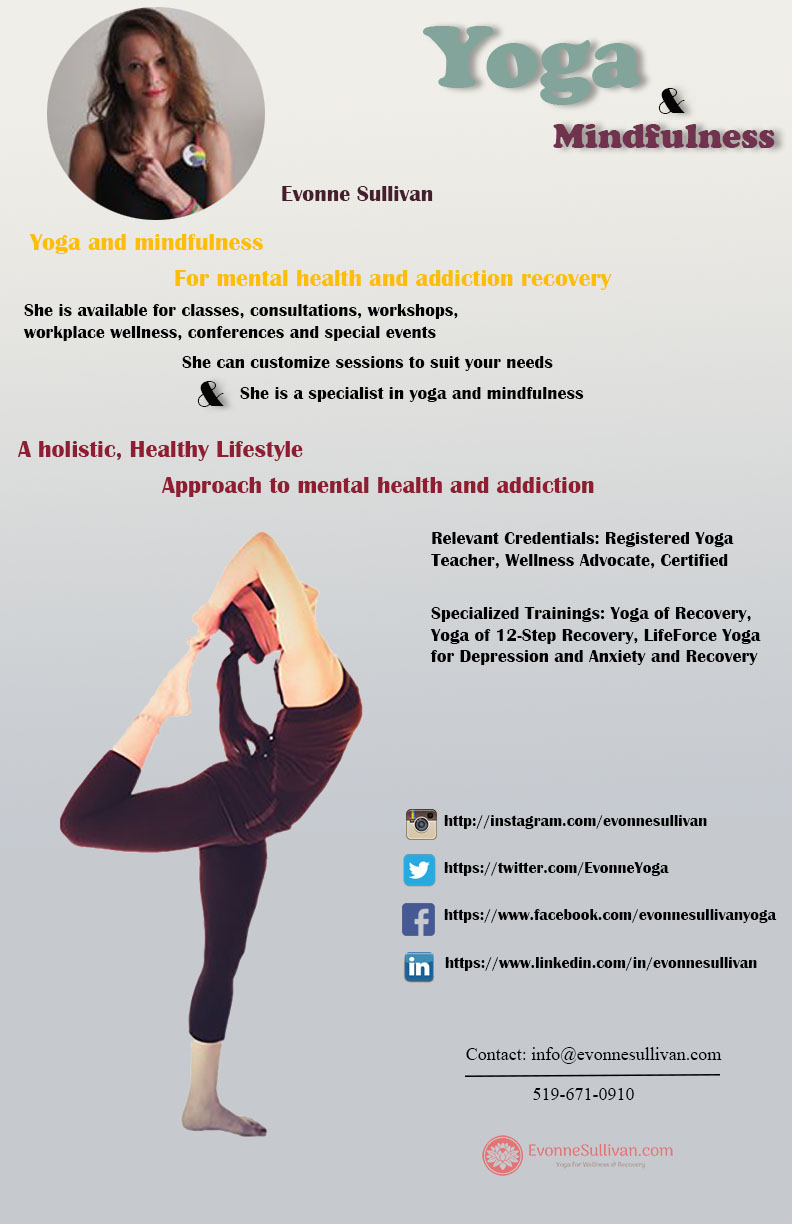 Yoga
&
Mindfulness
Evonne Sullivan
Yoga and mindfulness
For mental health and addiction recovery
She is available for classes, consultations, workshops,
workplace wellness, conferences and special events
She can customize sessions to suit your needs
& She is a specialist in yoga and mindfulness
A holistic, Healthy Lifestyle
Approach to mental health and addiction
Relevant Credentials: Registered Yoga
Teacher, Wellness Advocate, Certified
Specialized Trainings: Yoga of Recovery,
Yoga of 12-Step Recovery, LifeForce Yoga
for Depression and Anxiety and Recovery
http://instagram.com/evonnesullivan
https://twitter.com/EvonneYoga
https://www.facebook.com/evonnesullivanyoga
in https://www.linkedin.com/in/evonnesullivan
Contact: info@evonnesullivan.com
519-671-0910
EvonneSullivan.com
Yoga For Wellness & Recovery